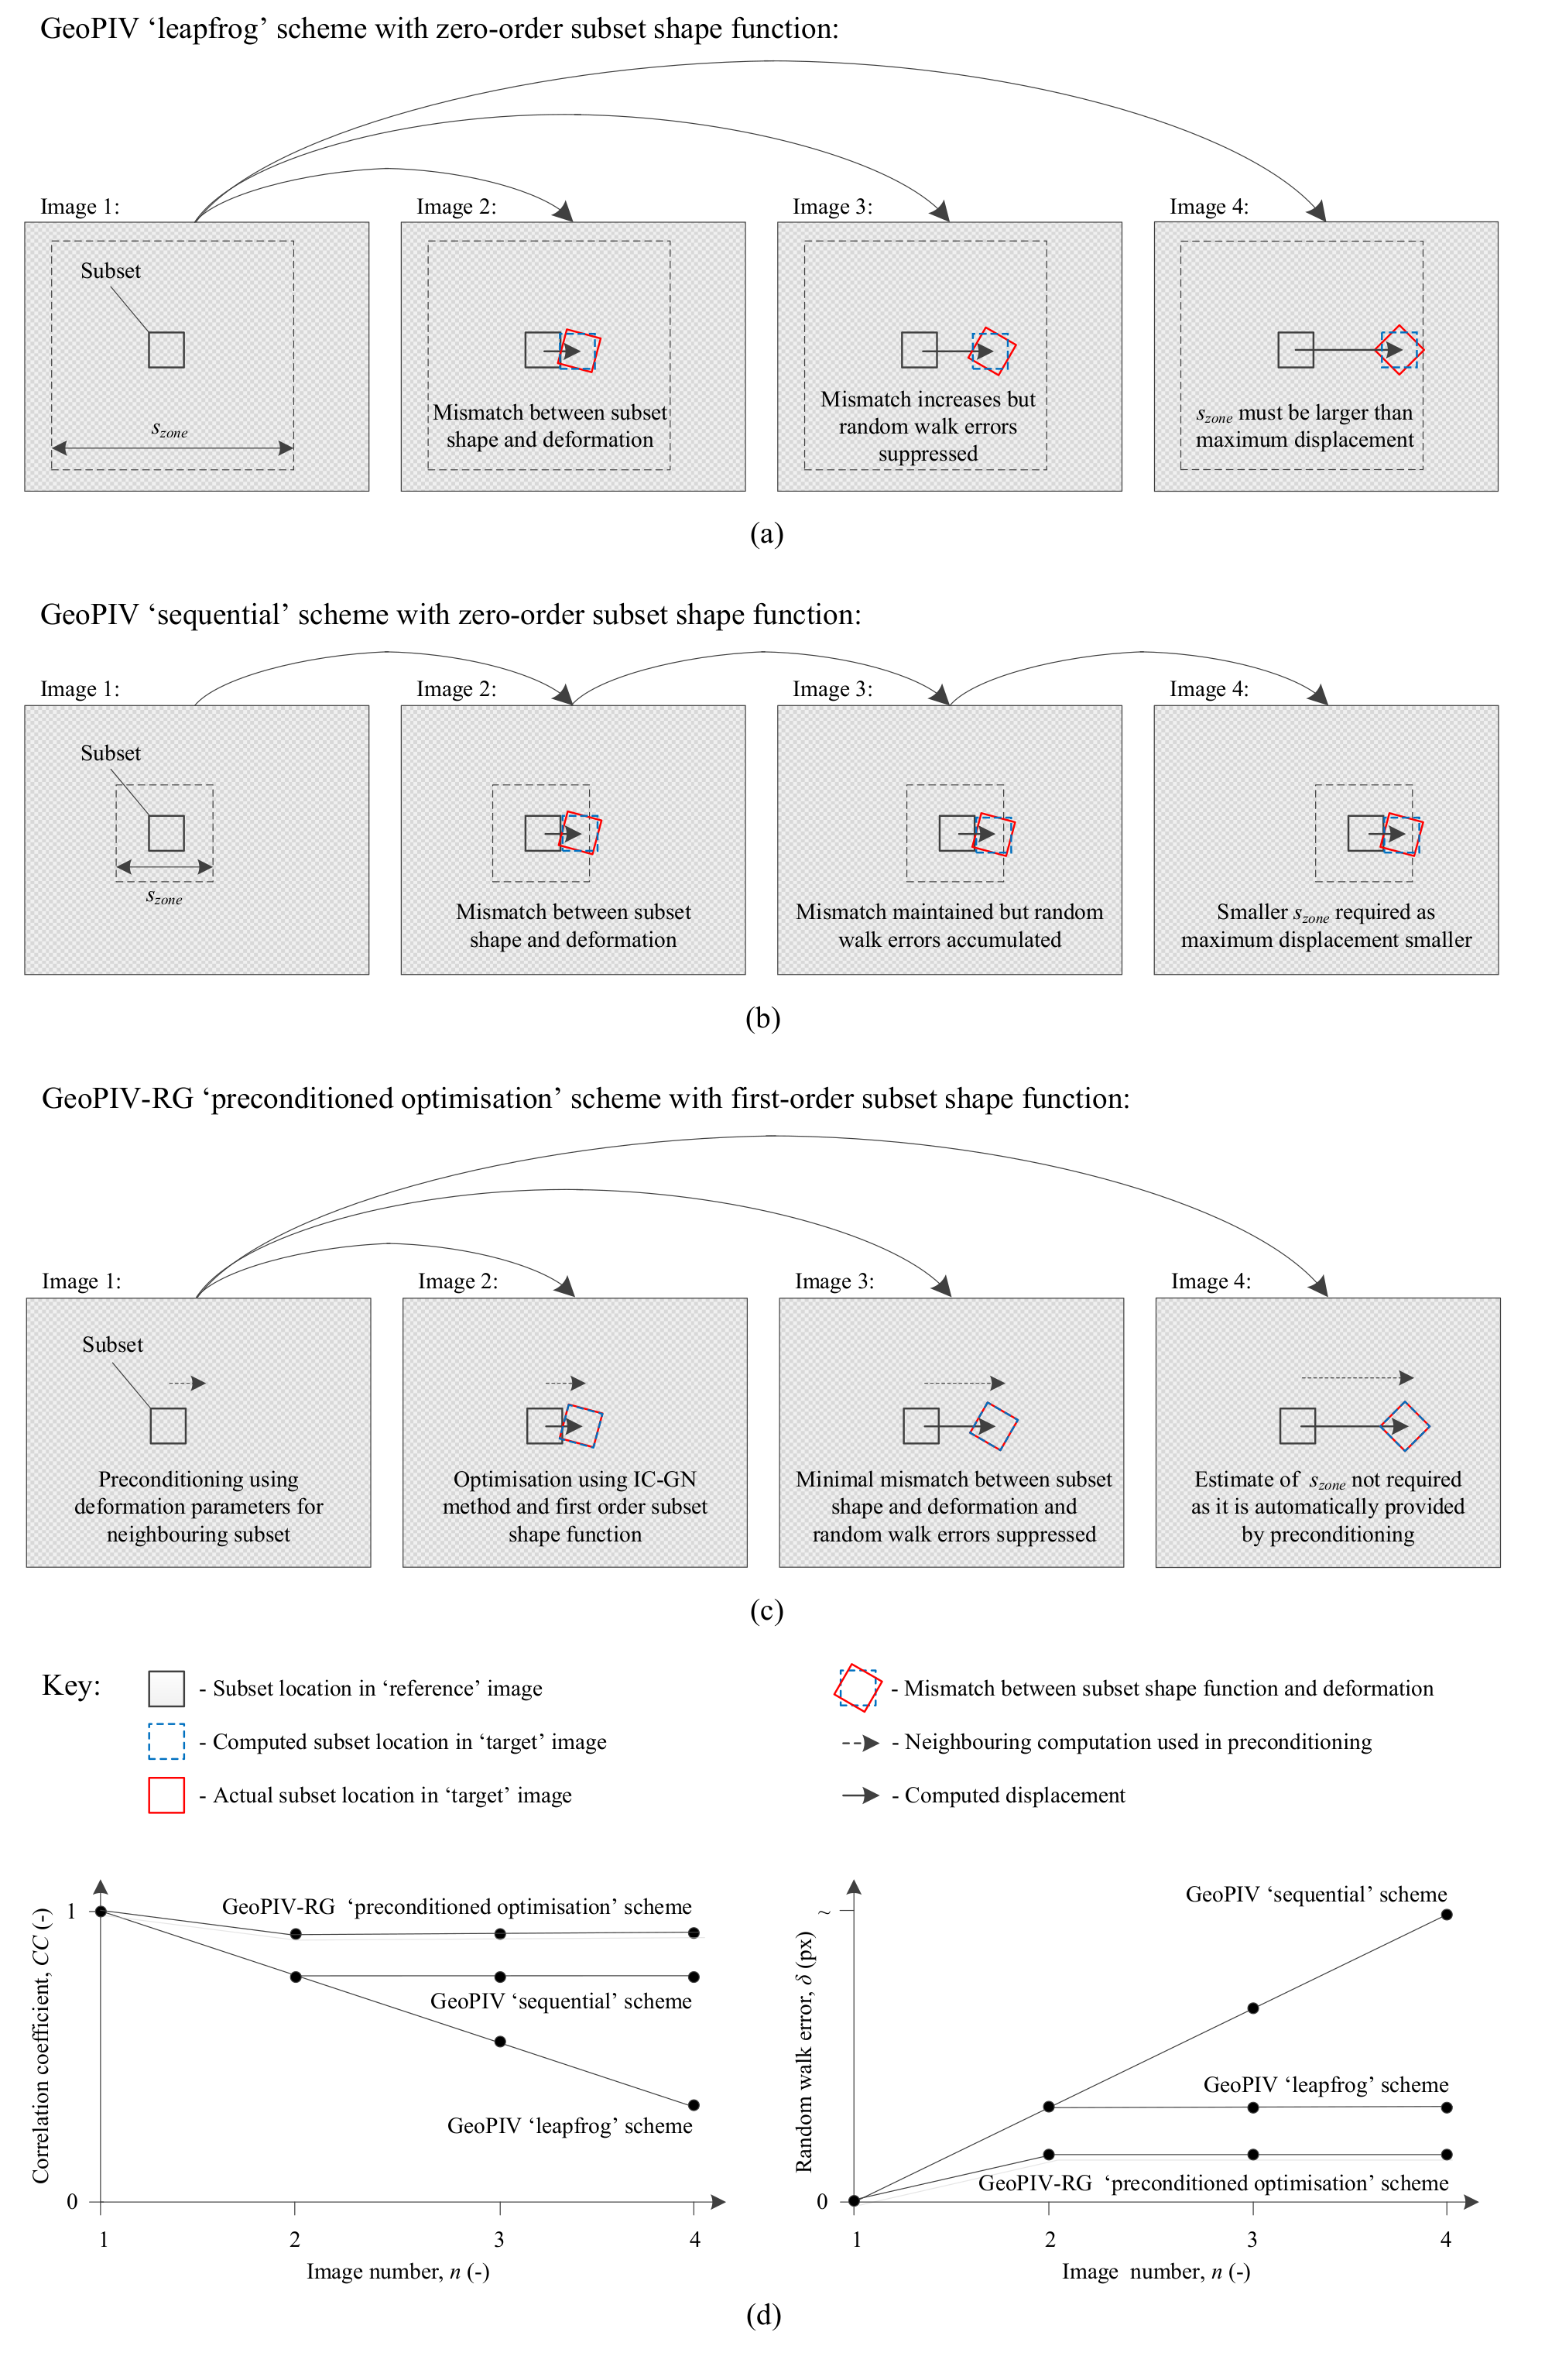 GeoPIV ‘leapfrog’ scheme with zero-order subset shape function:
Image 1:
Image 2:
Image 3:
Image 4:
Subset
s_zone
Mismatch between subset
shape and deformation
Mismatch increases but
random walk errors
suppressed
s_zone must be larger than
maximum displacement
(a)
GeoPIV ‘sequential’ scheme with zero-order subset shape function:
Image 1:
Image 2:
Image 3:
Image 4:
Subset
s_zone
Mismatch between subset
shape and deformation
Mismatch maintained but random
walk errors accumulated
Smaller s_zone required as
maximum displacement smaller
(b)
GeoPIV-RG ‘preconditioned optimisation’ scheme with first-order subset shape function:
Image 1:
Image 2:
Image 3:
Image 4:
Subset
Preconditioning using
deformation parameters for
neighbouring subset
Optimisation using IC-GN
method and first order subset
shape function
Minimal mismatch between subset
shape and deformation and
random walk errors suppressed
Estimate of s_zone not required
as it is automatically provided
by preconditioning
(c)
Key:
- Subset location in ‘reference’ image
- Computed subset location in ‘target’ image
- Actual subset location in ‘target’ image
- Mismatch between subset shape function and deformation
- Neighbouring computation used in preconditioning
- Computed displacement
Correlation coefficient, CC (-)
1
0
GeoPIV-RG ‘preconditioned optimisation’ scheme
GeoPIV ‘sequential’ scheme
GeoPIV ‘leapfrog’ scheme
1 2 3 4
Image number, n (-)
Random walk error, δ (px)
~
0
GeoPIV ‘sequential’ scheme
GeoPIV ‘leapfrog’ scheme
GeoPIV-RG ‘preconditioned optimisation’ scheme
1 2 3 4
Image number, n (-)
(d)